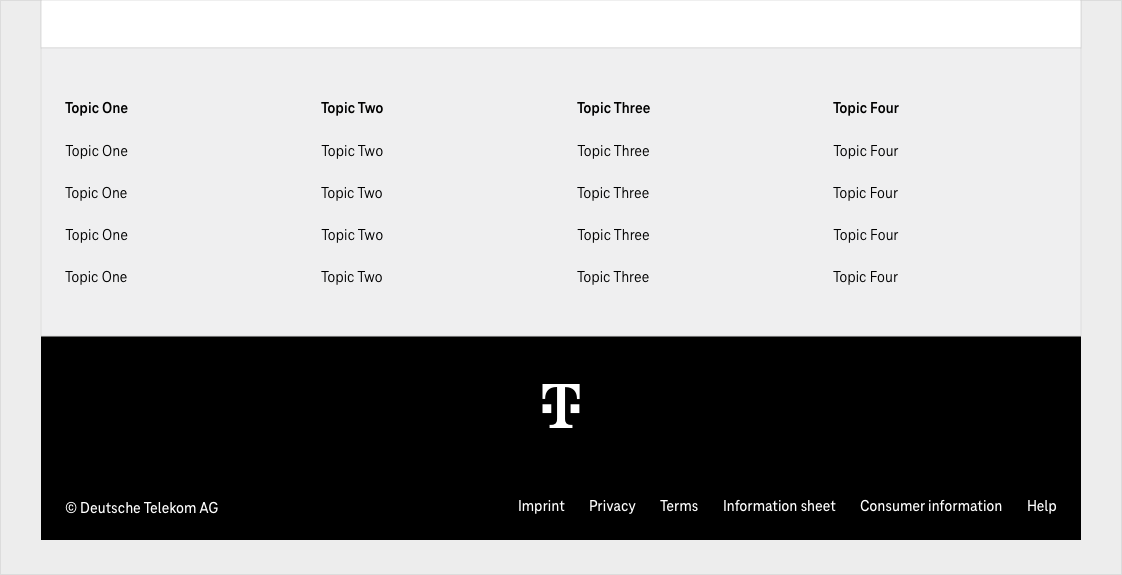 Topic One Topic Two Topic Three Topic Four
Topic One Topic Two Topic Three Topic Four
Topic One Topic Two Topic Three Topic Four
Topic One Topic Two Topic Three Topic Four
Topic One Topic Two Topic Three Topic Four
T
© Deutsche Telekom AG Imprint Privacy Terms Information sheet Consumer information Help